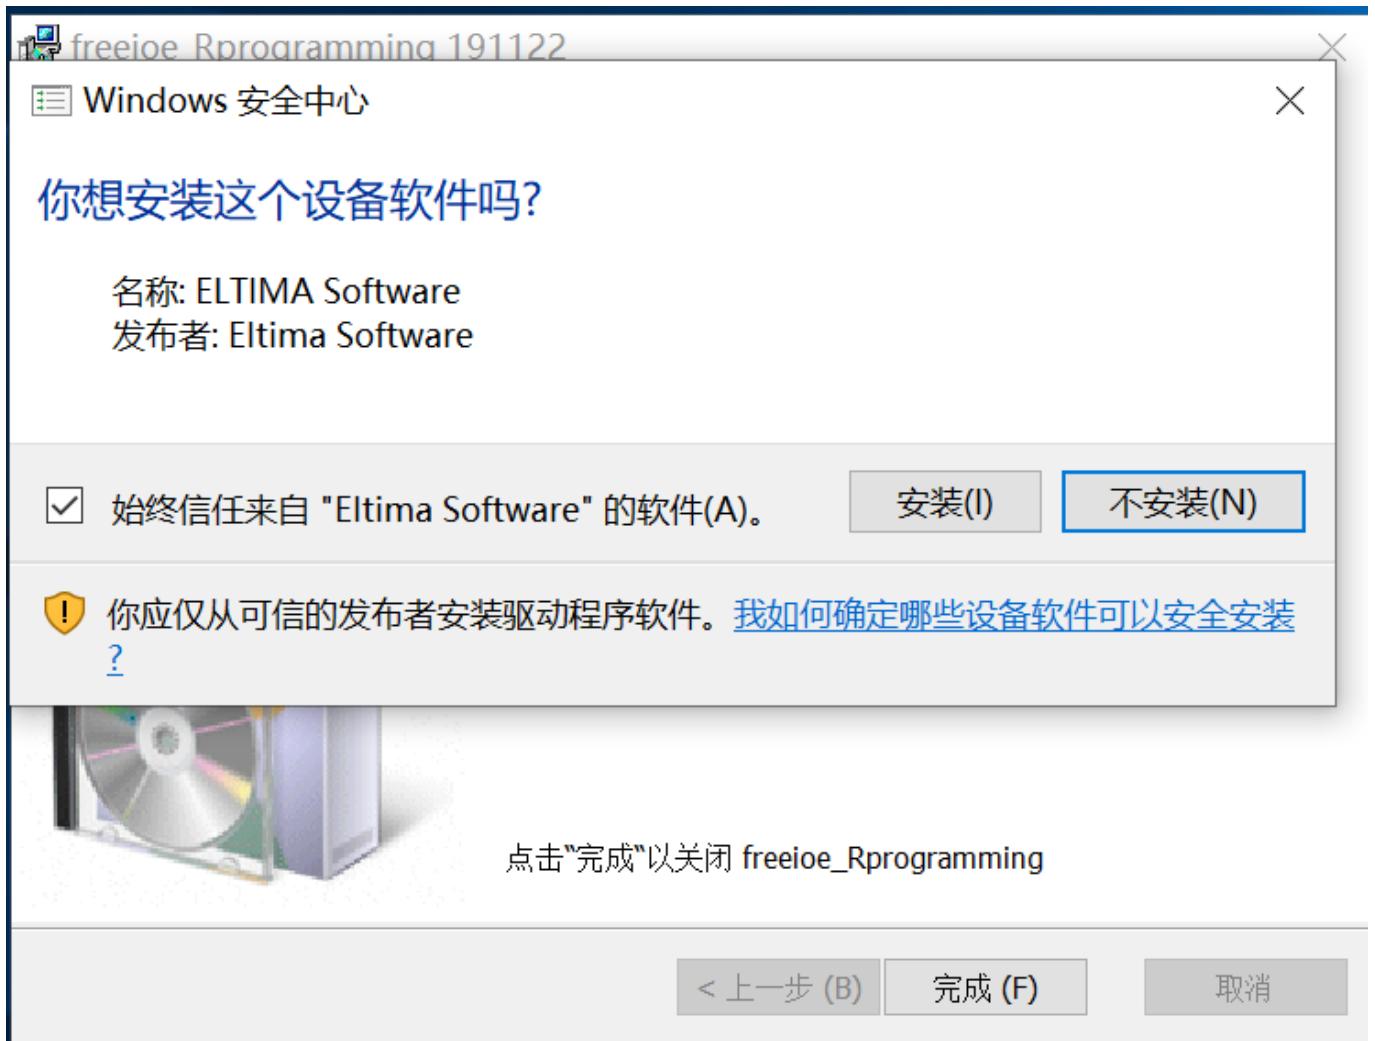 freeioe_Rprogramming 191122
Windows 安全中心
你想安装这个设备软件吗?
名称: ELTIMA Software
发布者: Eltima Software
始终信任来自 "Eltima Software" 的软件(A)。
安装(I)
不安装(N)
你应仅从可信的发布者安装驱动程序软件。我如何确定哪些设备软件可以安全安装
?
点击"完成"以关闭 freeioe_Rprogramming
< 上一步 (B)
完成 (F)
取消